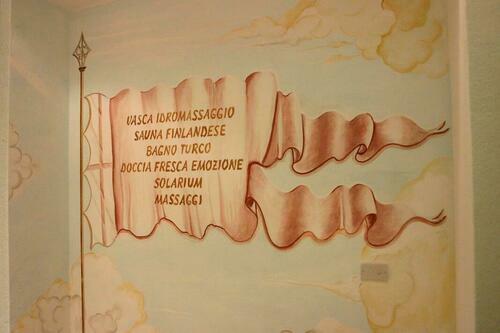 VASCA IDROMASSAGGIO
SAUNA FINLANDESE
BAGNO TURCO
DOCCIA FRESCA EMOZIONE
SOLARIUM
MASSAGGI